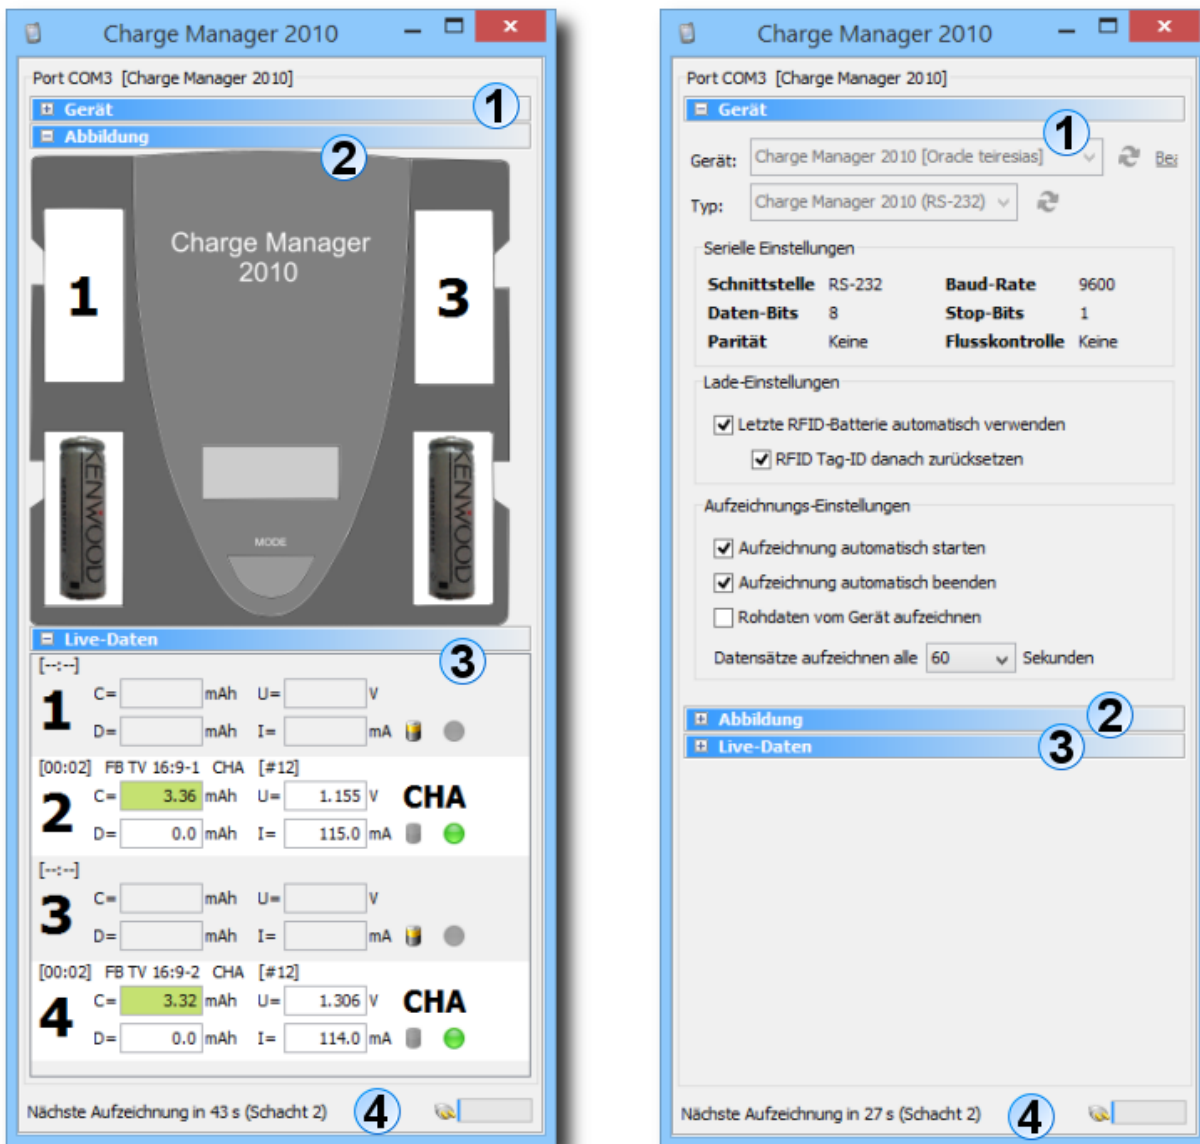 Charge Manager 2010
Port COM3 [Charge Manager 2010]
Gerät
1
Abbildung
2
Charge Manager
2010
1
3
KENWOOD
KENWOOD
MODE
Live-Daten
3
[--:--]
1
C= mAh U= V
D= mAh I= mA
[00:02] FB TV 16:9-1 CHA [#12]
2
C= 3.36 mAh U= 1.155 V CHA
D= 0.0 mAh I= 115.0 mA
[--:--]
3
C= mAh U= V
D= mAh I= mA
[00:02] FB TV 16:9-2 CHA [#12]
4
C= 3.32 mAh U= 1.306 V CHA
D= 0.0 mAh I= 114.0 mA
Nächste Aufzeichnung in 43 s (Schacht 2)
4
Charge Manager 2010
Port COM3 [Charge Manager 2010]
Gerät
1
Gerät: Charge Manager 2010 [Oracle teiresias] Bea
Typ: Charge Manager 2010 (RS-232)
Serielle Einstellungen
Schnittstelle RS-232 Baud-Rate 9600
Daten-Bits 8 Stop-Bits 1
Parität Keine Flusskontrolle Keine
Lade-Einstellungen
Letzte RFID-Batterie automatisch verwenden
RFID Tag-ID danach zurücksetzen
Aufzeichnungs-Einstellungen
Aufzeichnung automatisch starten
Aufzeichnung automatisch beenden
Rohdaten vom Gerät aufzeichnen
Datensätze aufzeichnen alle 60 Sekunden
Abbildung
2
Live-Daten
3
Nächste Aufzeichnung in 27 s (Schacht 2)
4